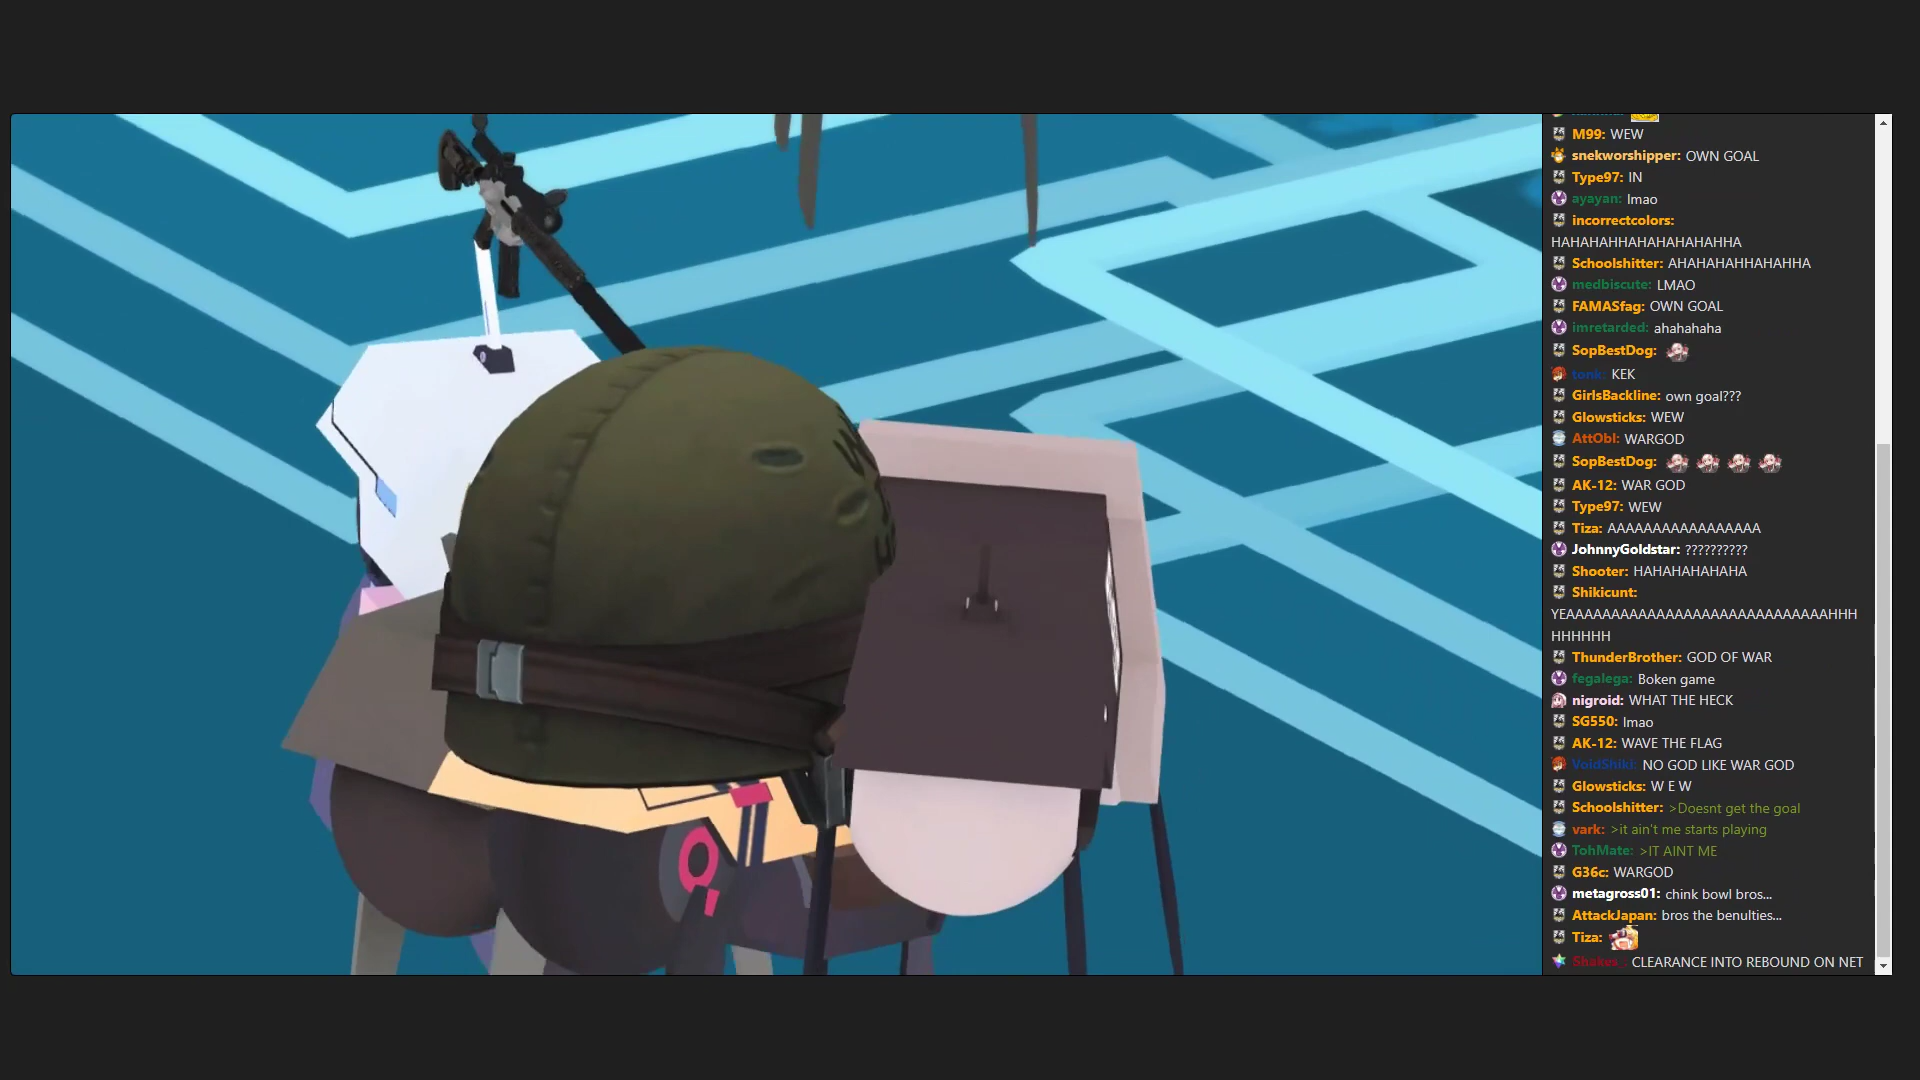 M99: WEW
snekworshipper: OWN GOAL
Type97: IN
ayayan: lmao
incorrectcolors:
HAHAHAHHAHAHAHAHAHHA
Schoolshitter: AHAHAHAHHAHAHHA
medbiscute: LMAO
FAMASfag: OWN GOAL
imretarded: ahahahaha
SopBestDog:
tonk: KEK
GirlsBackline: own goal???
Glowsticks: WEW
AttObl: WARGOD
SopBestDog:
AK-12: WAR GOD
Type97: WEW
Tiza: AAAAAAAAAAAAAAAAA
JohnnyGoldstar: ??????????
Shooter: HAHAHAHAHAHA
Shikicunt:
YEAAAAAAAAAAAAAAAAAAAAAAAAAAAAAHHH
HHHHHH
ThunderBrother: GOD OF WAR
fegalega: Boken game
nigroid: WHAT THE HECK
SG550: lmao
AK-12: WAVE THE FLAG
VoidShiki: NO GOD LIKE WAR GOD
Glowsticks: W E W
Schoolshitter: >Doesnt get the goal
vark: >it ain't me starts playing
TohMate: >IT AINT ME
G36c: WARGOD
metagross01: chink bowl bros...
AttackJapan: bros the benulties...
Tiza:
CLEARANCE INTO REBOUND ON NET